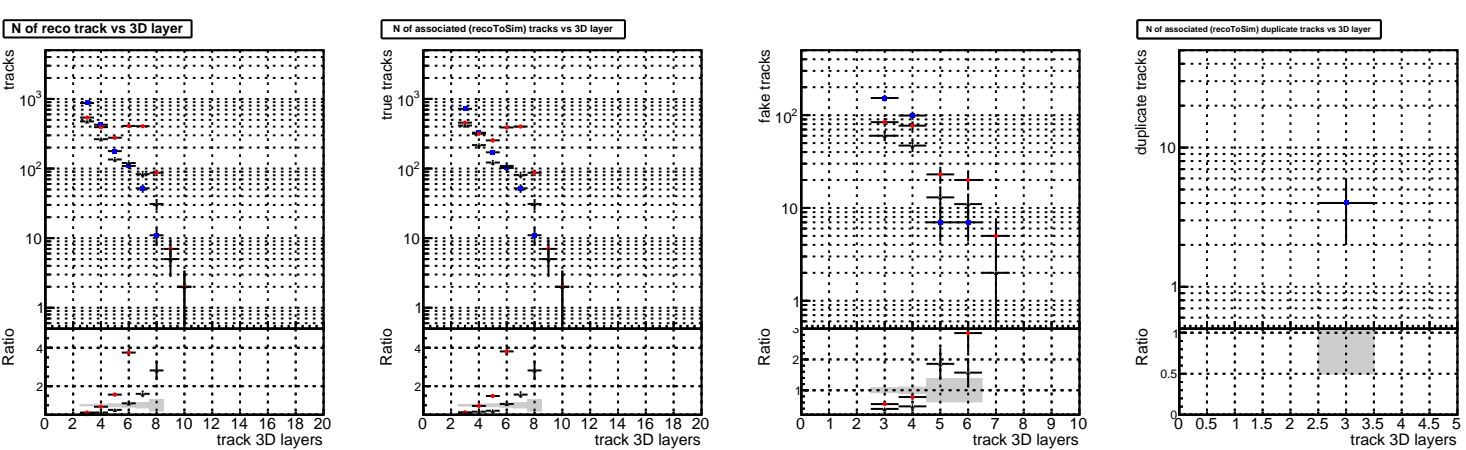 N of reco track vs 3D layer
tracks
10³
10²
10
1
Ratio
4
2
0 2 4 6 8 10 12 14 16 18 20
track 3D layers
N of associated (recoToSim) tracks vs 3D layer
true tracks
10³
10²
10
1
Ratio
4
2
0 2 4 6 8 10 12 14 16 18 20
track 3D layers
fake tracks
10²
10
1
Ratio
3
2
1
0 1 2 3 4 5 6 7 8 9 10
track 3D layers
N of associated (recoToSim) duplicate tracks vs 3D layer
duplicate tracks
10
1
Ratio
1
0.5
0
0 0.5 1 1.5 2 2.5 3 3.5 4 4.5 5
track 3D layers